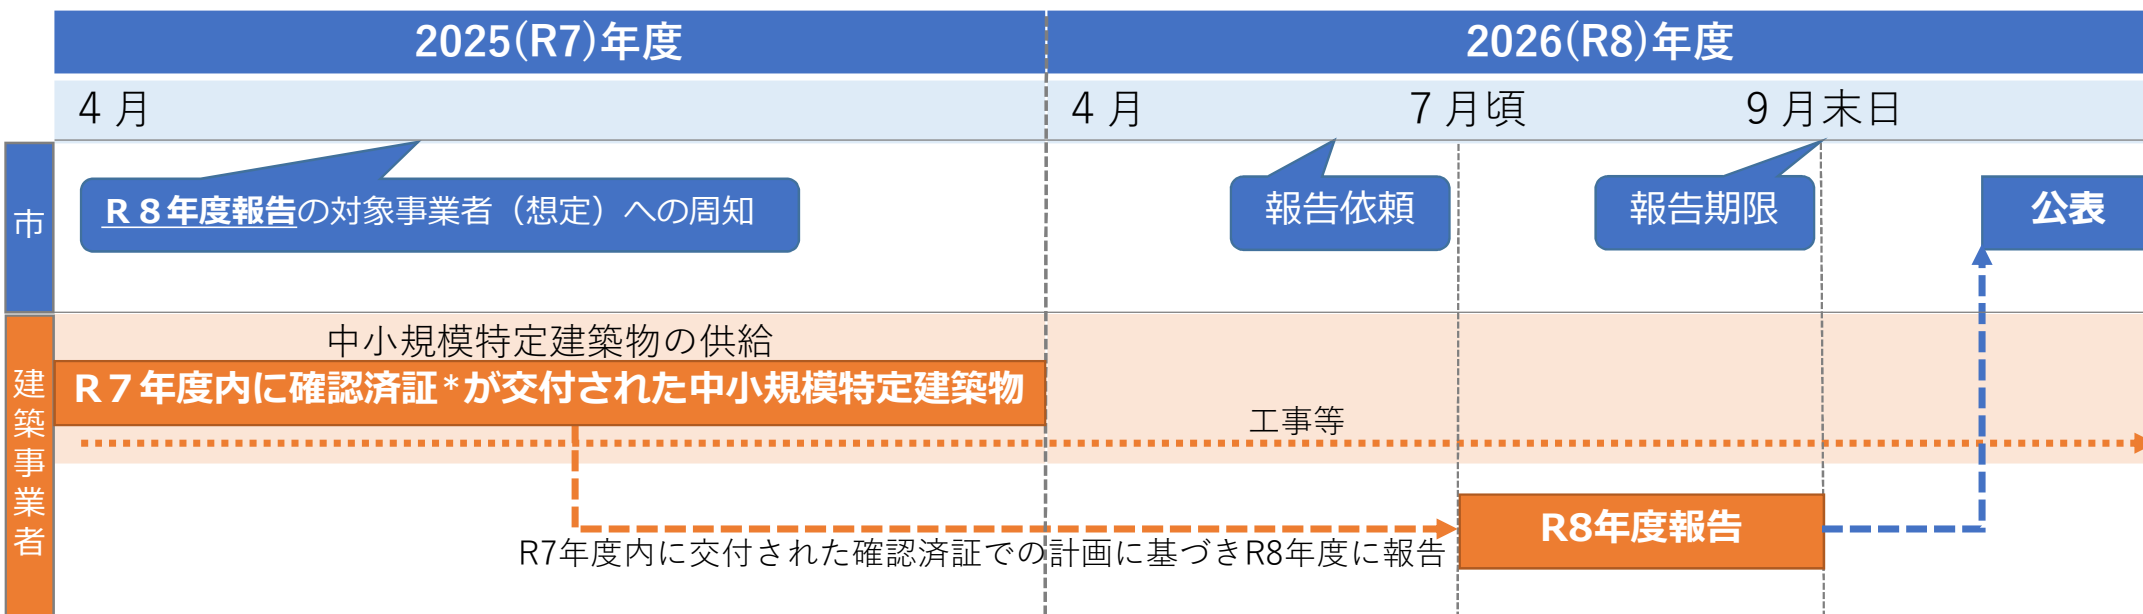 2025(R7)年度
2026(R8)年度
4月
4月
7月頃
9月末日
市
R8年度報告の対象事業者（想定）への周知
報告依頼
報告期限
公表
建築事業者
中小規模特定建築物の供給
R7年度内に確認済証*が交付された中小規模特定建築物
工事等
R8年度報告
R7年度内に交付された確認済証での計画に基づきR8年度に報告